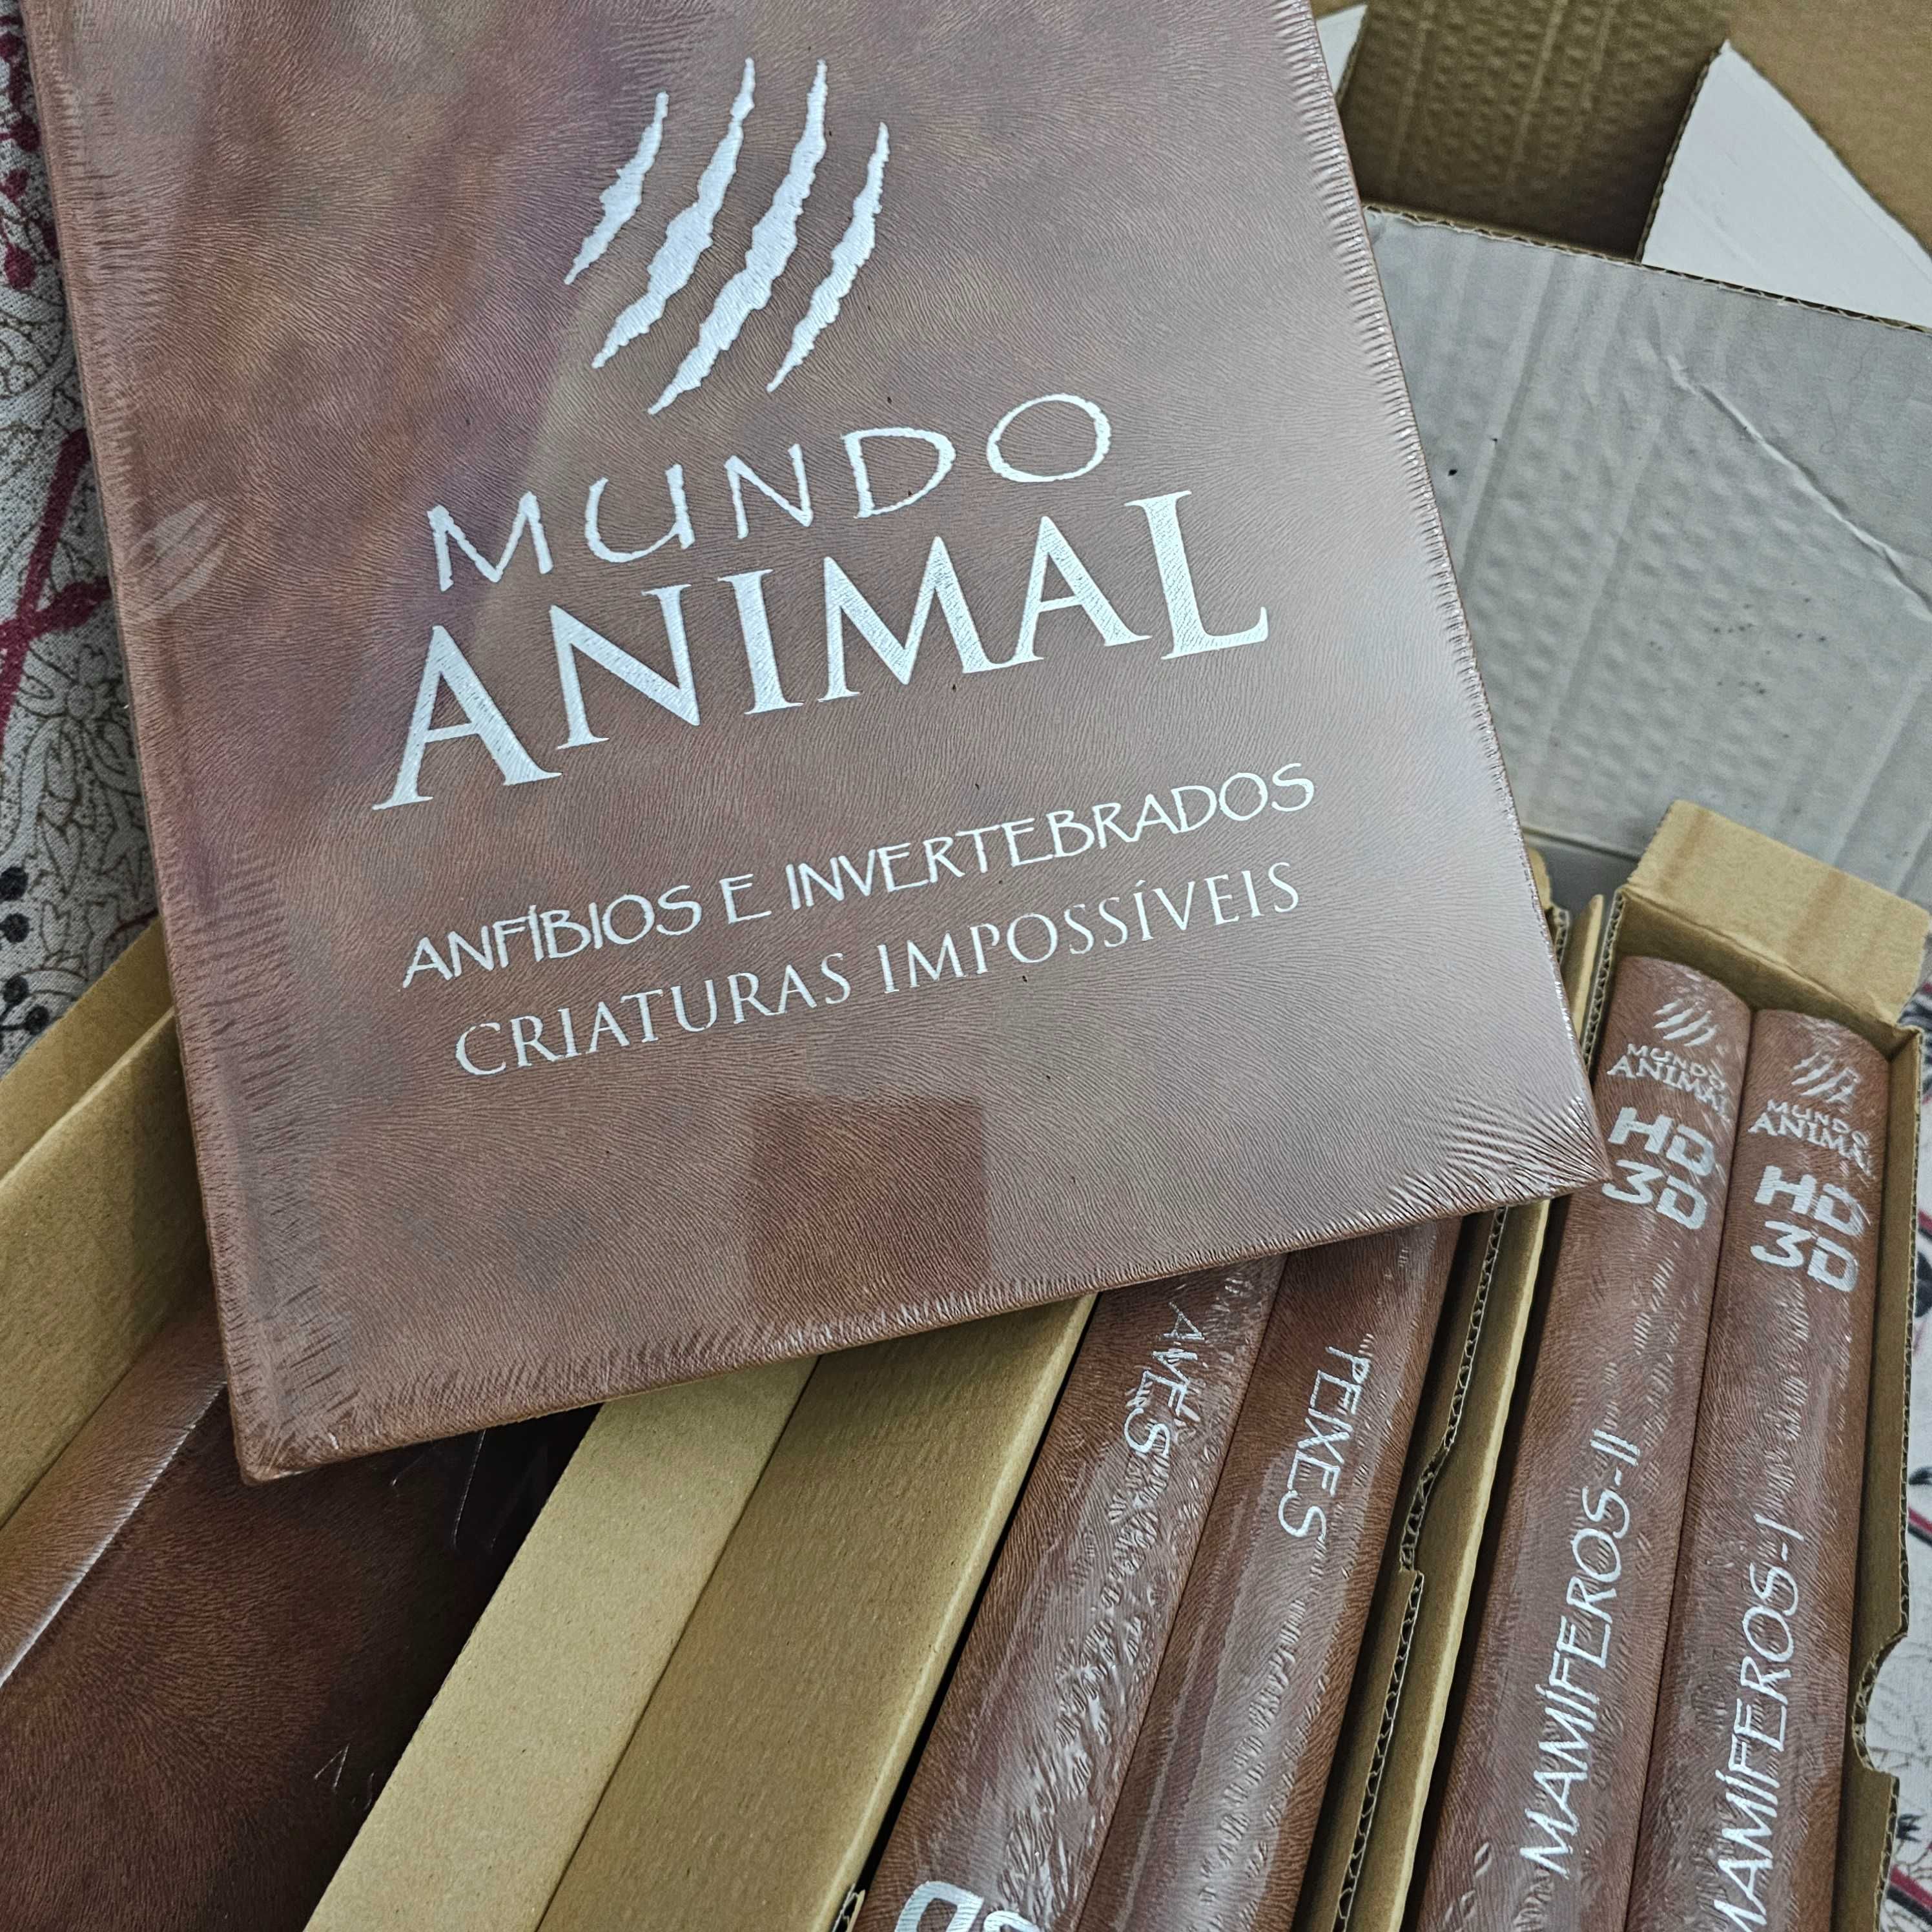 MUNDO
ANIMAL
ANFÍBIOS E INVERTEBRADOS
CRIATURAS IMPOSSÍVEIS
AVES
PEIXES
MUNDO
ANIMAL
HD
3D
MAMÍFEROS-II
MUNDO
ANIMAL
HD
3D
MAMÍFEROS-I